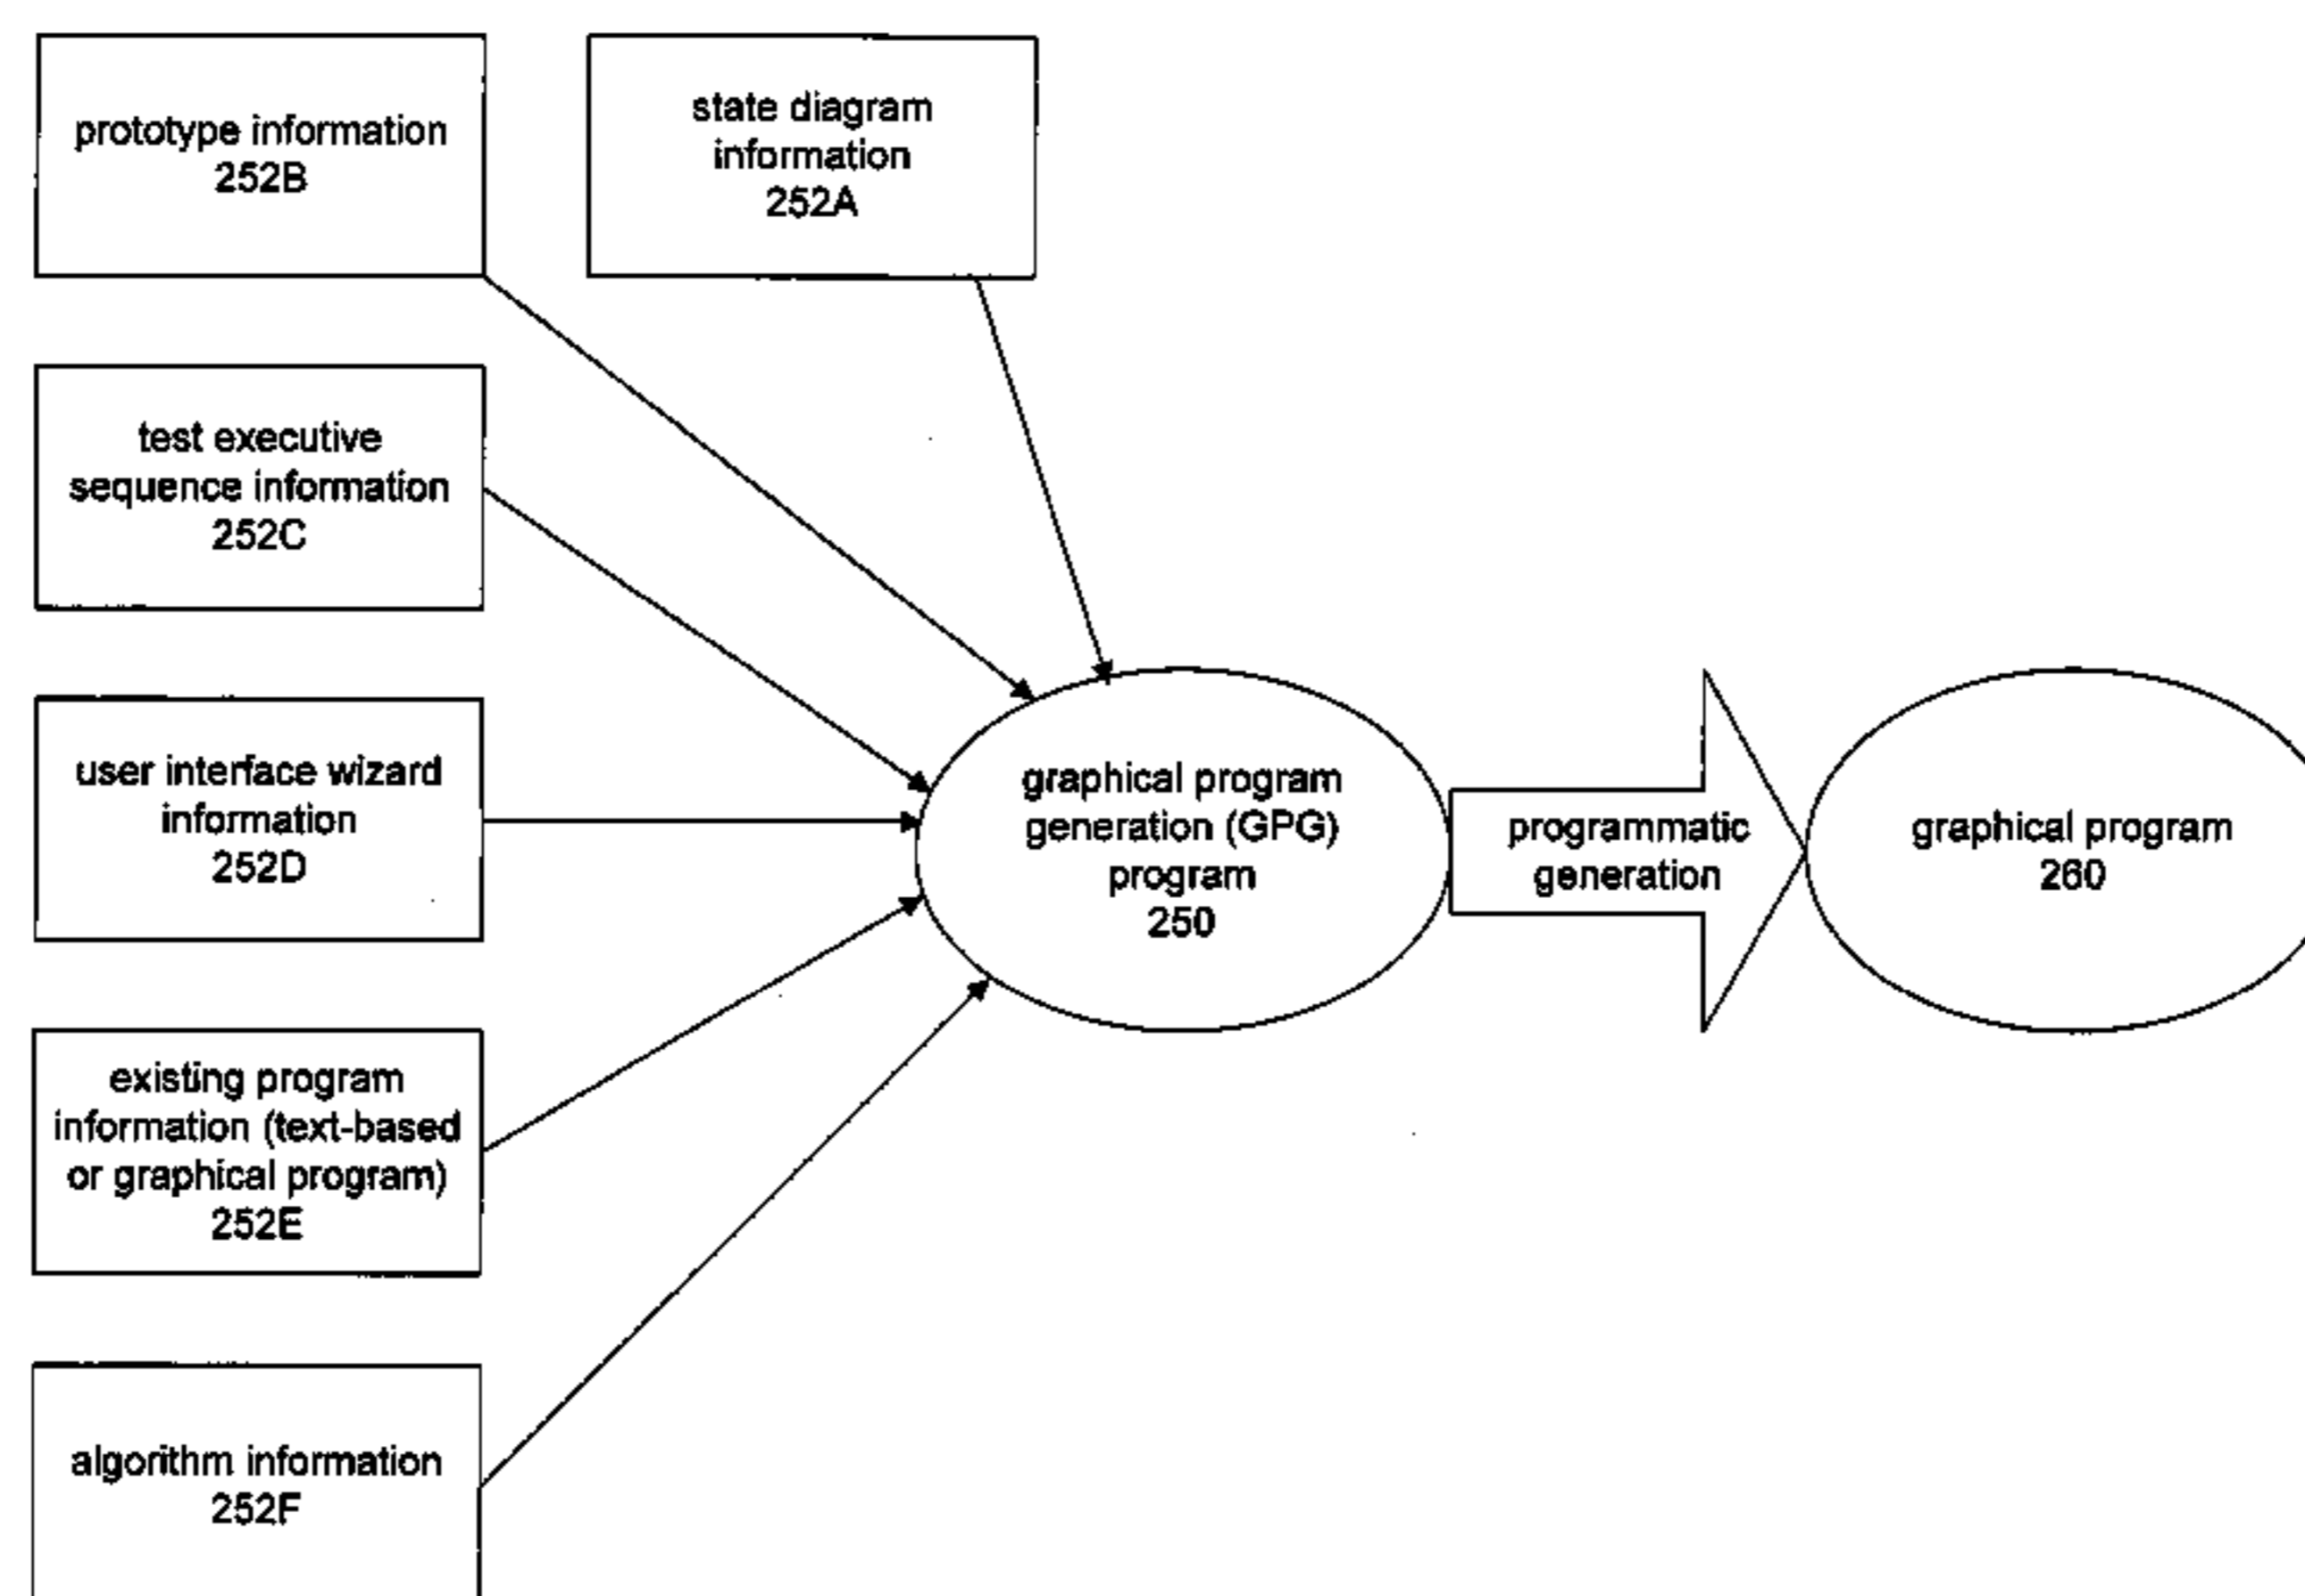 prototype information
252B
state diagram
information
252A
test executive
sequence information
252C
user interface wizard
information
252D
existing program
information (text-based
or graphical program)
252E
algorithm information
252F
graphical program
generation (GPG)
program
250
programmatic
generation
graphical program
260